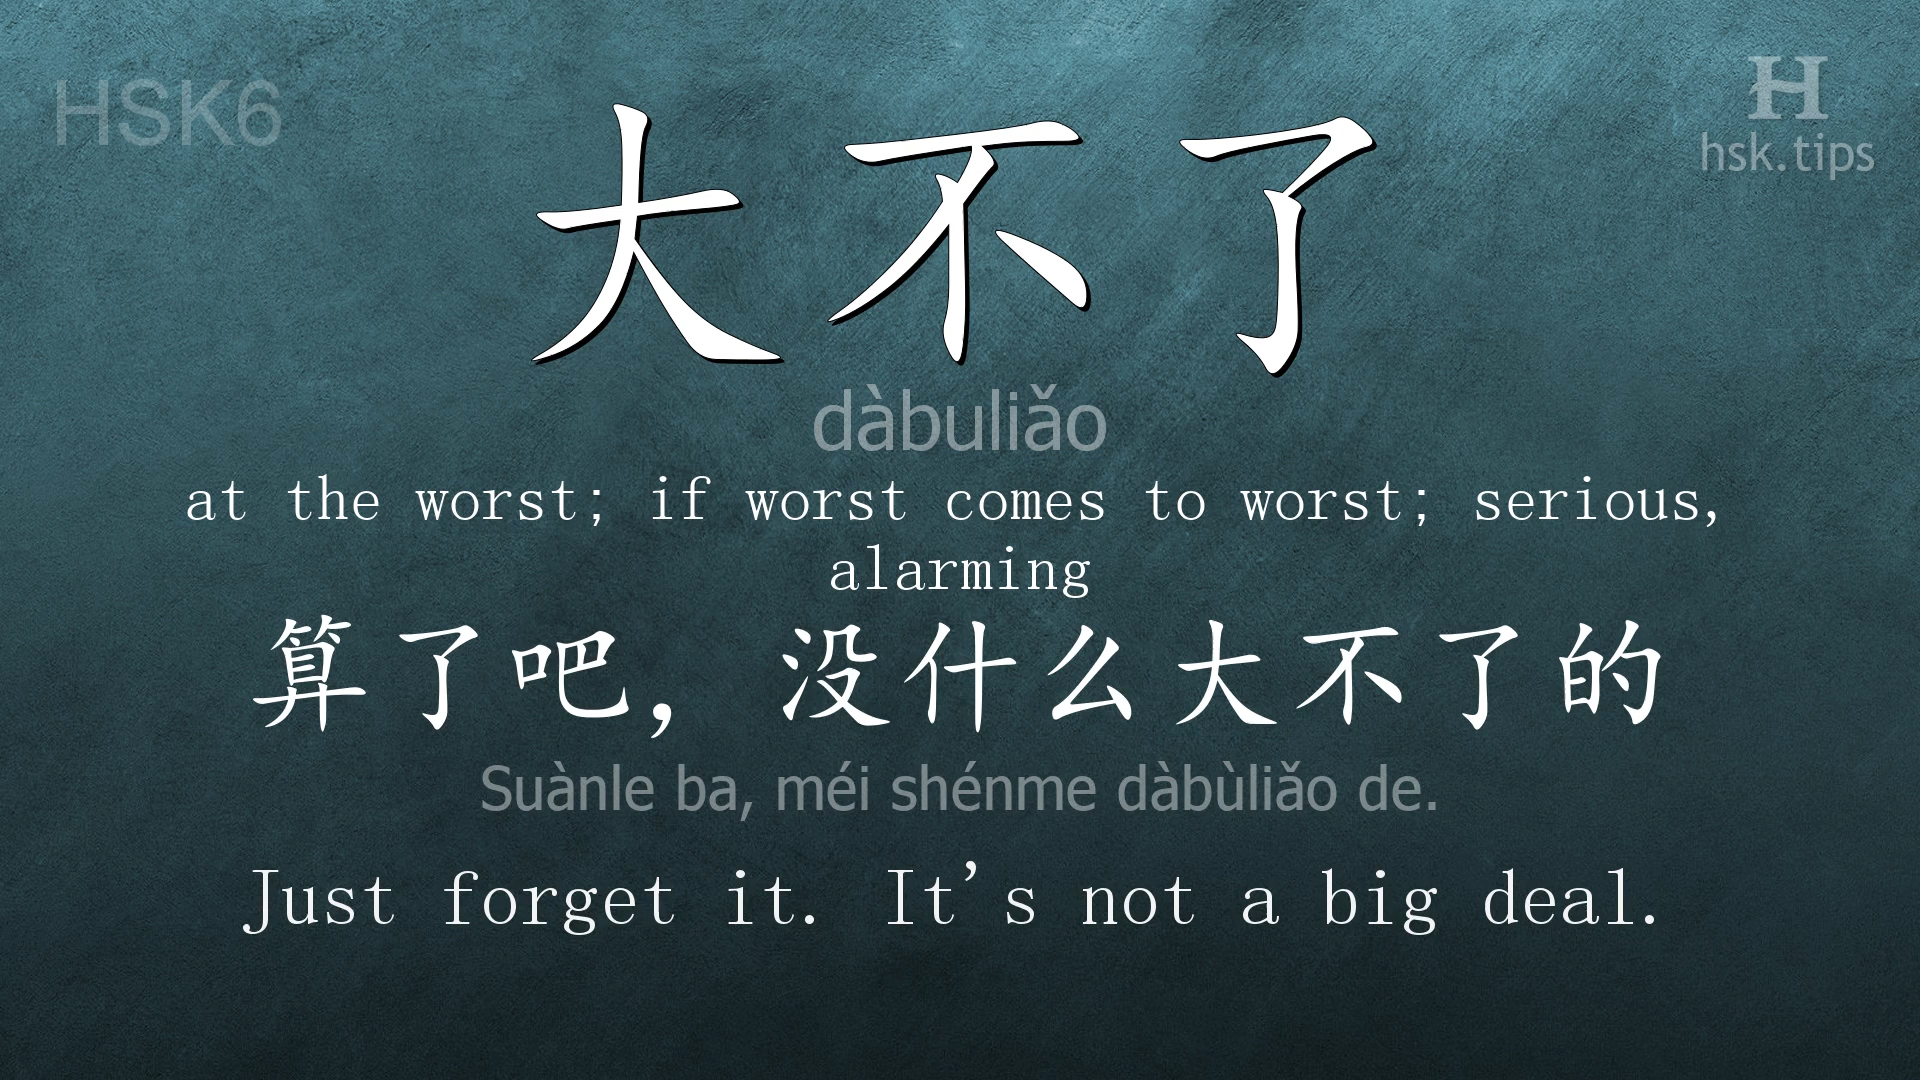 HSK6
H
hsk.tips
大不了
dàbuliǎo
at the worst; if worst comes to worst; serious,
alarming
算了吧，没什么大不了的
Suànle ba, méi shénme dàbùliǎo de.
Just forget it. It's not a big deal.